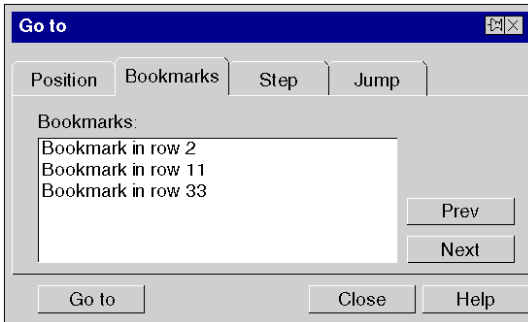 Go to
Position Bookmarks Step Jump
Bookmarks:
Bookmark in row 2
Bookmark in row 11
Bookmark in row 33
Prev
Next
Go to Close Help